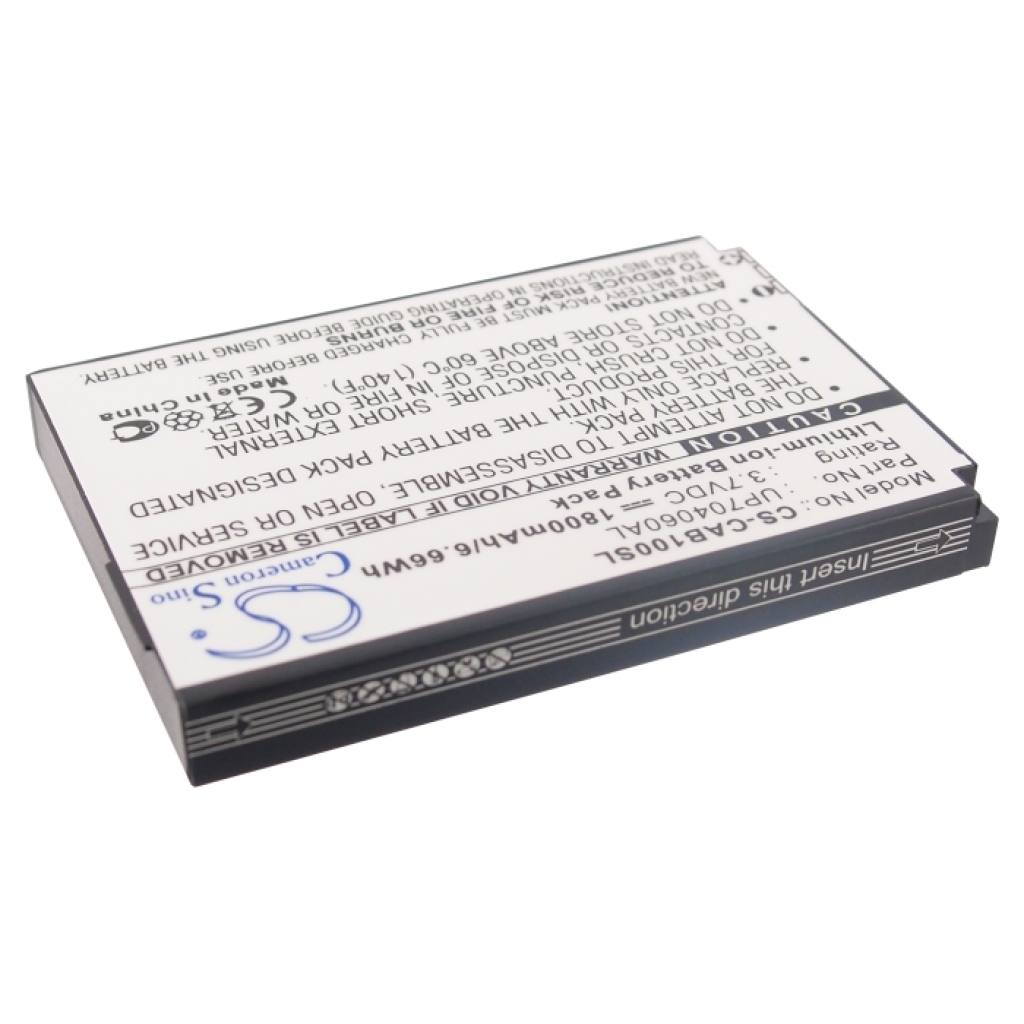 Cameron
Sino
CS
®
Model No.: CS-CAB100SL
Part No. : UP704060AL
Rating : 3.7VDC 1800mAh/6.66Wh
Lithium-ion Battery Pack
CAUTION WARRANTY VOID IF LABEL IS REMOVED
DO NOT ATTEMPT TO DISASSEMBLE, OPEN OR SERVICE
THE BATTERY PACK.
REPLACE ONLY WITH THE BATTERY PACK DESIGNATED
FOR THIS PRODUCT.
DO NOT CRUSH, PUNCTURE, SHORT EXTERNAL
CONTACTS OR DISPOSE OF IN FIRE OR WATER.
DO NOT STORE ABOVE 60°C (140°F).
ATTENTION!
NEW BATTERY PACK MUST BE FULLY CHARGED BEFORE USE.
TO REDUCE RISK OF FIRE OR BURNS
READ INSTRUCTIONS IN OPERATING GUIDE BEFORE USING THE BATTERY.
CE
Made in China
Insert this direction